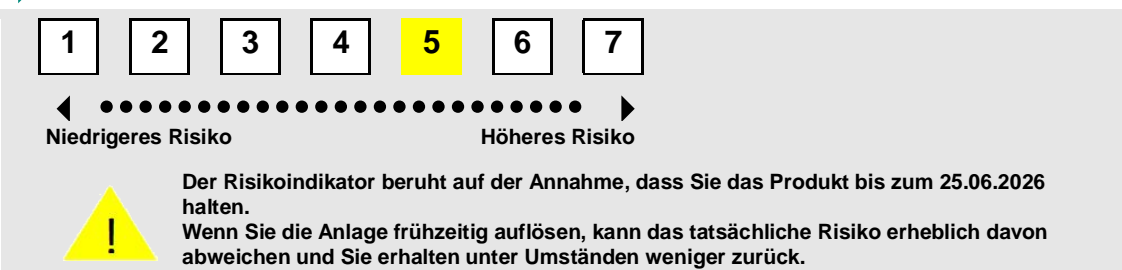 1 2 3 4 5 6 7
Niedrigeres Risiko Höheres Risiko
Der Risikoindikator beruht auf der Annahme, dass Sie das Produkt bis zum 25.06.2026
halten.
!
Wenn Sie die Anlage frühzeitig auflösen, kann das tatsächliche Risiko erheblich davon
abweichen und Sie erhalten unter Umständen weniger zurück.